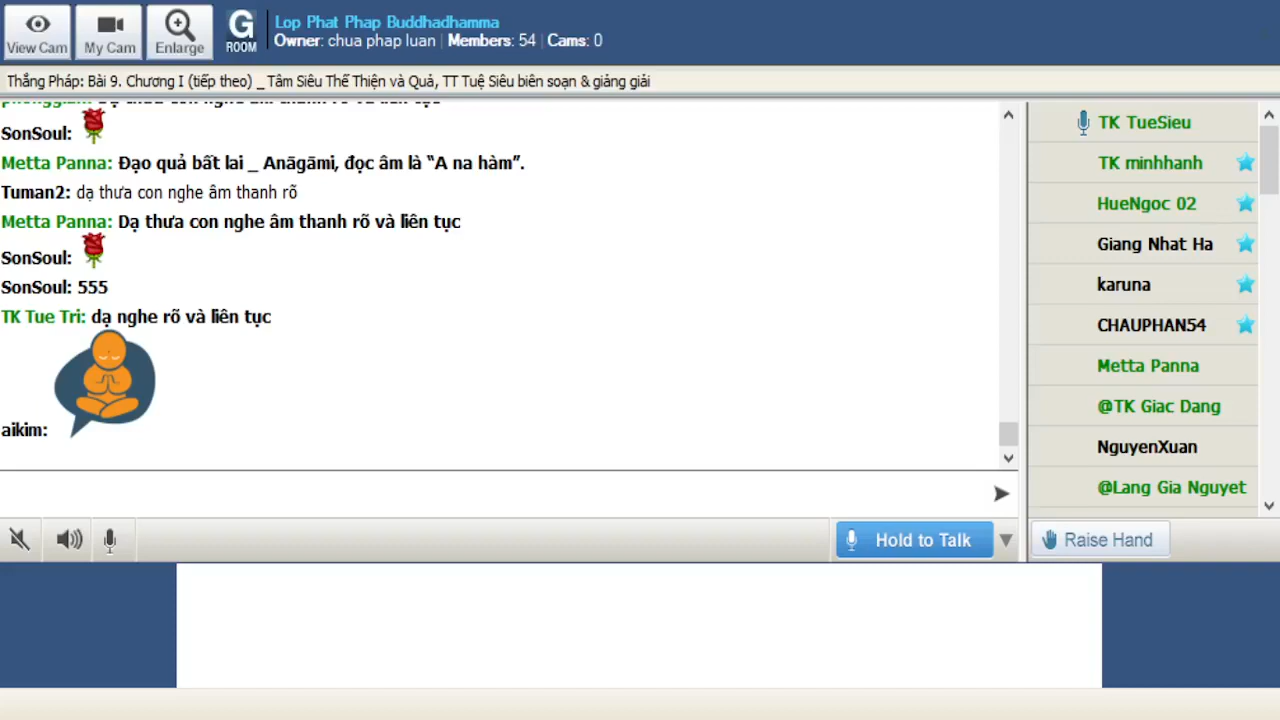 View Cam
My Cam
Enlarge
G
ROOM
Lop Phat Phap Buddhadhamma
Owner: chua phap luan | Members: 54 | Cams: 0
Thắng Pháp: Bài 9. Chương I (tiếp theo) _ Tâm Siêu Thế Thiện và Quả, TT Tuệ Siêu biên soạn & giảng giải
SonSoul:
Metta Panna: Đạo quả bất lai _ Anāgāmi, đọc âm là “A na hàm”.
Tuman2: dạ thưa con nghe âm thanh rõ
Metta Panna: Dạ thưa con nghe âm thanh rõ và liên tục
SonSoul:
SonSoul: 555
TK Tue Tri: dạ nghe rõ và liên tục
aikim:
TK TueSieu
TK minhhanh
HueNgoc 02
Giang Nhat Ha
karuna
CHAUPHAN54
Metta Panna
@TK Giac Dang
NguyenXuan
@Lang Gia Nguyet
Hold to Talk
Raise Hand